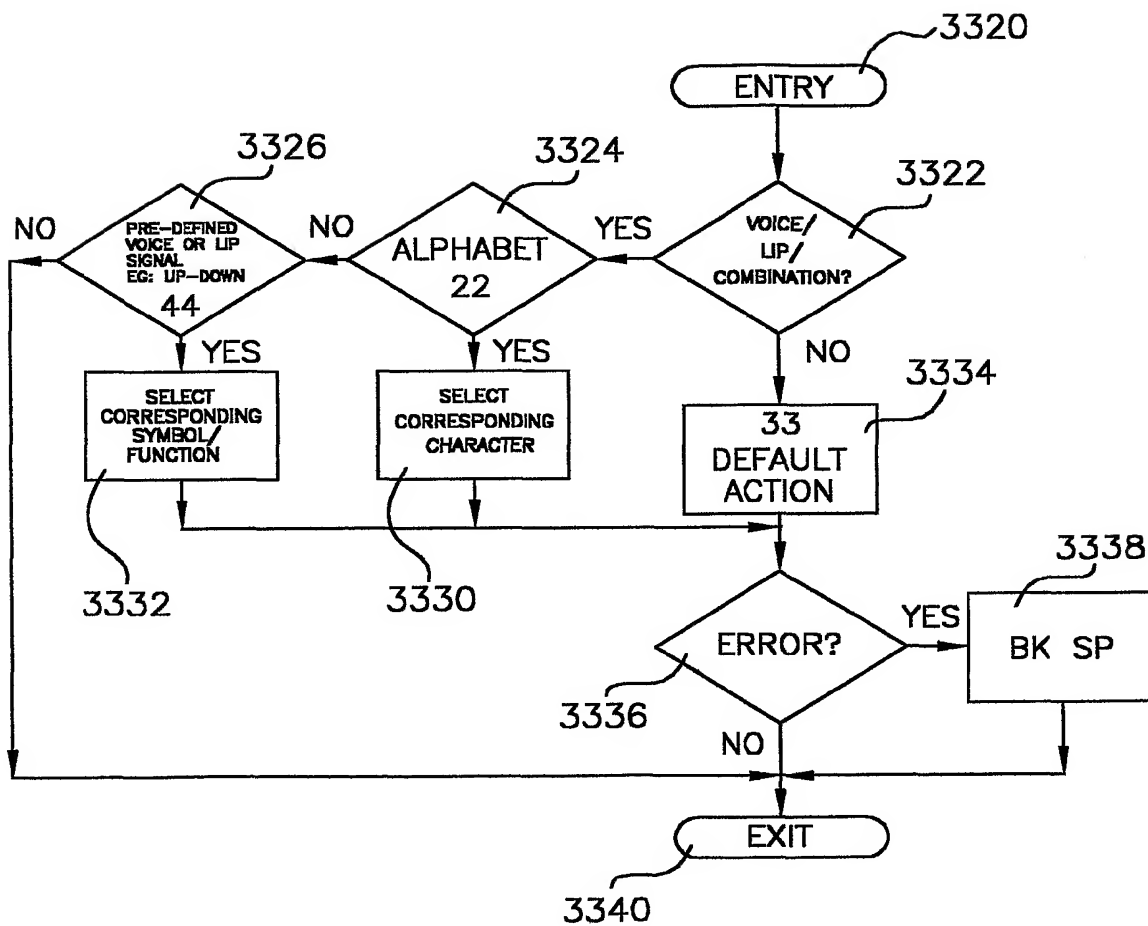 3320
ENTRY
3326
3324
3322
NO
PRE-DEFINED
VOICE OR LIP
SIGNAL
EG: UP-DOWN
44
NO
ALPHABET
22
YES
VOICE/
LIP/
COMBINATION?
YES
YES
NO
3334
SELECT
CORRESPONDING
SYMBOL/
FUNCTION
SELECT
CORRESPONDING
CHARACTER
33
DEFAULT
ACTION
3332
3330
3338
ERROR?
YES
BK SP
3336
NO
EXIT
3340